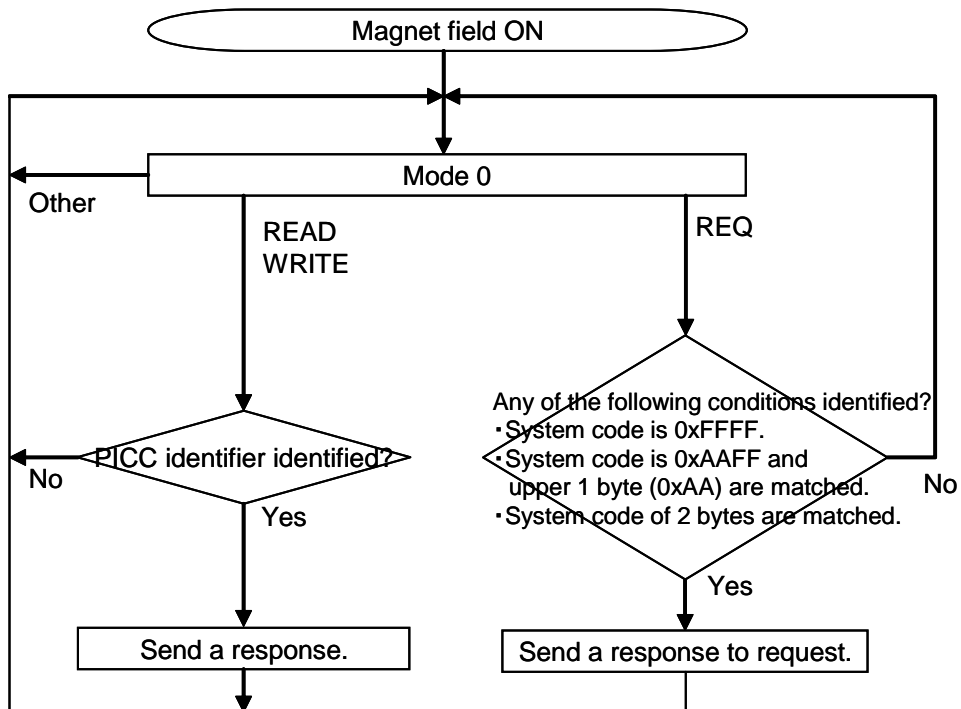 Magnet field ON
Mode 0
Other
READ
WRITE
REQ
Any of the following conditions identified?
・System code is 0xFFFF.
・System code is 0xAAFF and
upper 1 byte (0xAA) are matched.
・System code of 2 bytes are matched.
PICC identifier identified?
No
No
Yes
Yes
Send a response.
Send a response to request.